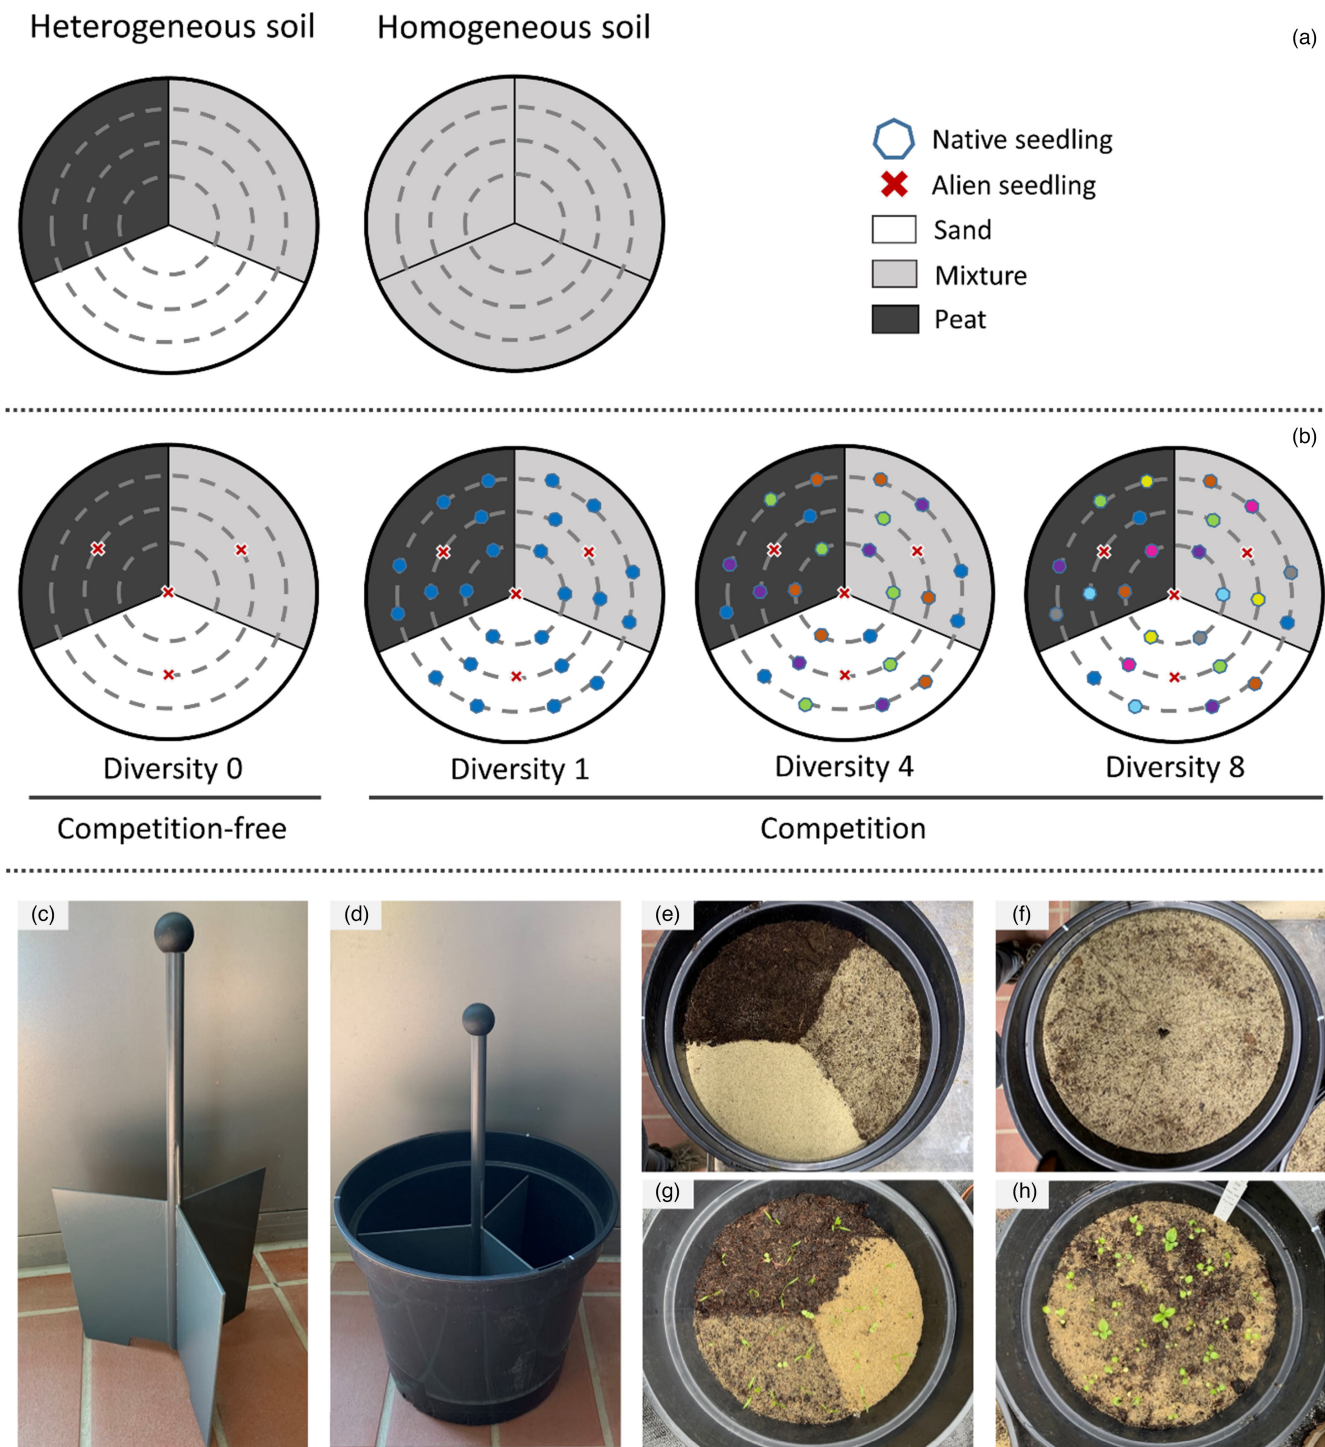 Heterogeneous soil
Homogeneous soil
(a)
Native seedling
Alien seedling
Sand
Mixture
Peat
(b)
Diversity 0
Diversity 1
Diversity 4
Diversity 8
Competition-free
Competition
(c)
(d)
(e)
(f)
(g)
(h)